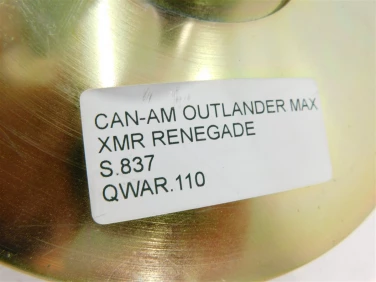 CAN-AM OUTLANDER MAX
XMR RENEGADE
S.837
QWAR.110